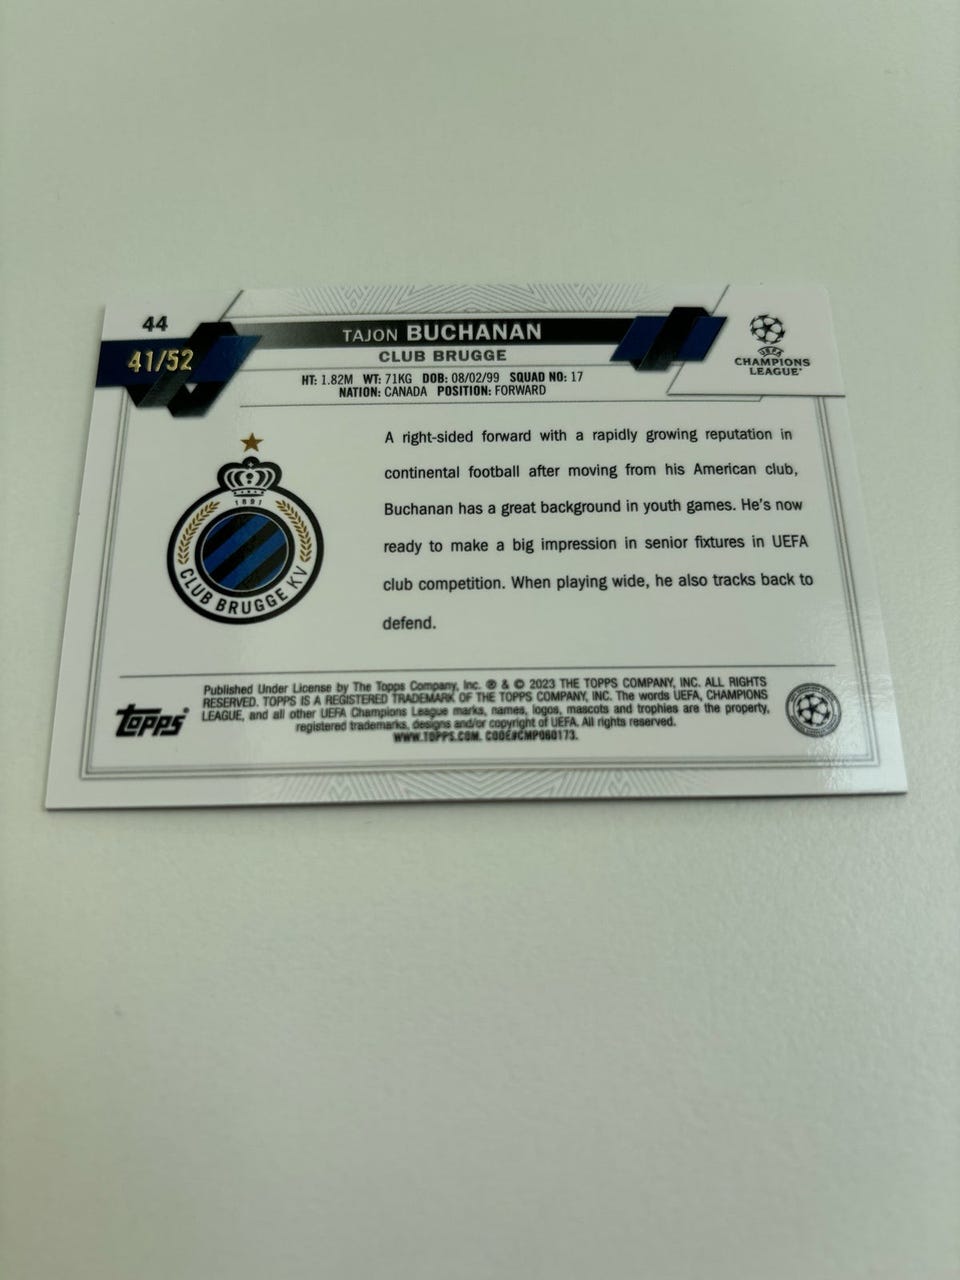 44
41/52
TAJON BUCHANAN
CLUB BRUGGE
HT: 1.82M WT: 71KG DOB: 08/02/99 SQUAD NO: 17
NATION: CANADA POSITION: FORWARD
UEFA
CHAMPIONS
LEAGUE®
A right-sided forward with a rapidly growing reputation in
continental football after moving from his American club,
Buchanan has a great background in youth games. He's now
ready to make a big impression in senior fixtures in UEFA
club competition. When playing wide, he also tracks back to
defend.
1891
CLUB BRUGGE KV
Published Under License by The Topps Company, Inc. ® & © 2023 THE TOPPS COMPANY, INC. ALL RIGHTS
RESERVED. TOPPS IS A REGISTERED TRADEMARK OF THE TOPPS COMPANY, INC. The words UEFA, CHAMPIONS
LEAGUE, and all other UEFA Champions League marks, names, logos, mascots and trophies are the property,
registered trademarks, designs and/or copyright of UEFA. All rights reserved.
WWW.TOPPS.COM. CODE#CMP060173.
Topps®